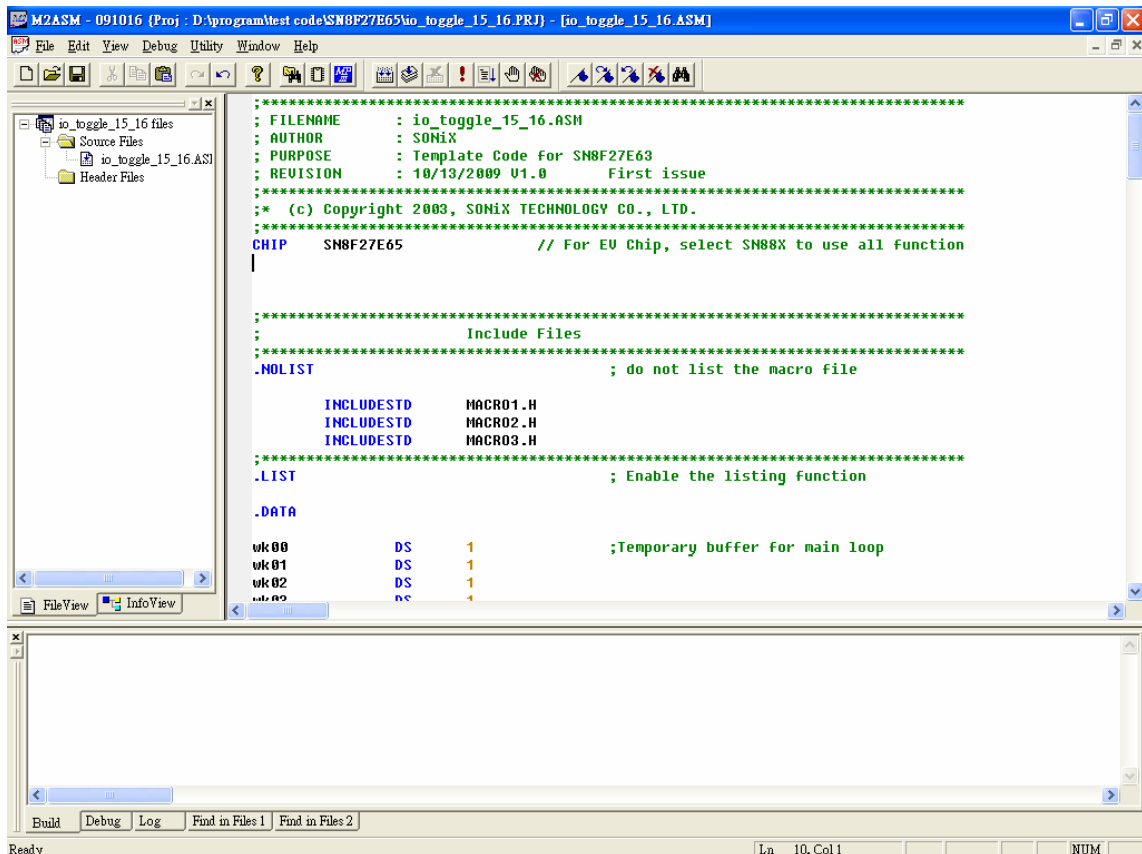 M2ASM - 091016 {Proj : D:\program\test code\SN8F27E65\io_toggle_15_16.PRJ} - [io_toggle_15_16.ASM]
File Edit View Debug Utility Window Help
io_toggle_15_16 files
Source Files
io_toggle_15_16.ASI
Header Files
FileView InfoView
;*******************************************************************************
; FILENAME : io_toggle_15_16.ASM
; AUTHOR : SONiX
; PURPOSE : Template Code for SN8F27E63
; REVISION : 10/13/2009 V1.0 First issue
;*******************************************************************************
;* (c) Copyright 2003, SONiX TECHNOLOGY CO., LTD.
;*******************************************************************************
CHIP SN8F27E65 // For EV Chip, select SN88X to use all function
;*******************************************************************************
; Include Files
;*******************************************************************************
.NOLIST ; do not list the macro file
INCLUDESTD MACRO1.H
INCLUDESTD MACRO2.H
INCLUDESTD MACRO3.H
;*******************************************************************************
.LIST ; Enable the listing function
.DATA
wk00 DS 1 ;Temporary buffer for main loop
wk01 DS 1
wk02 DS 1
wk03 DS 1
Build Debug Log Find in Files 1 Find in Files 2
Ready Ln 10, Col 1 NUM